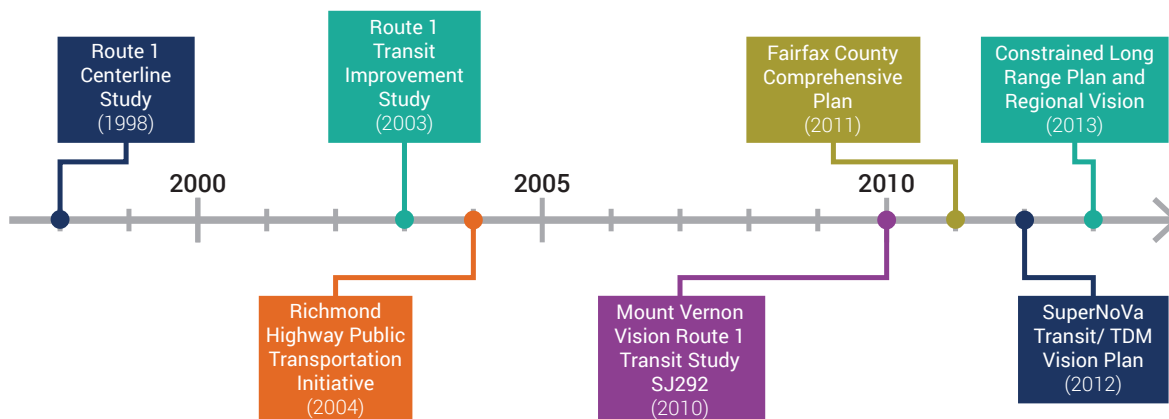 Route 1
Centerline
Study
(1998)
Route 1
Transit
Improvement
Study
(2003)
Fairfax County
Comprehensive
Plan
(2011)
Constrained Long
Range Plan and
Regional Vision
(2013)
2000
2005
2010
Richmond
Highway Public
Transportation
Initiative
(2004)
Mount Vernon
Vision Route 1
Transit Study
SJ292
(2010)
SuperNoVa
Transit/ TDM
Vision Plan
(2012)